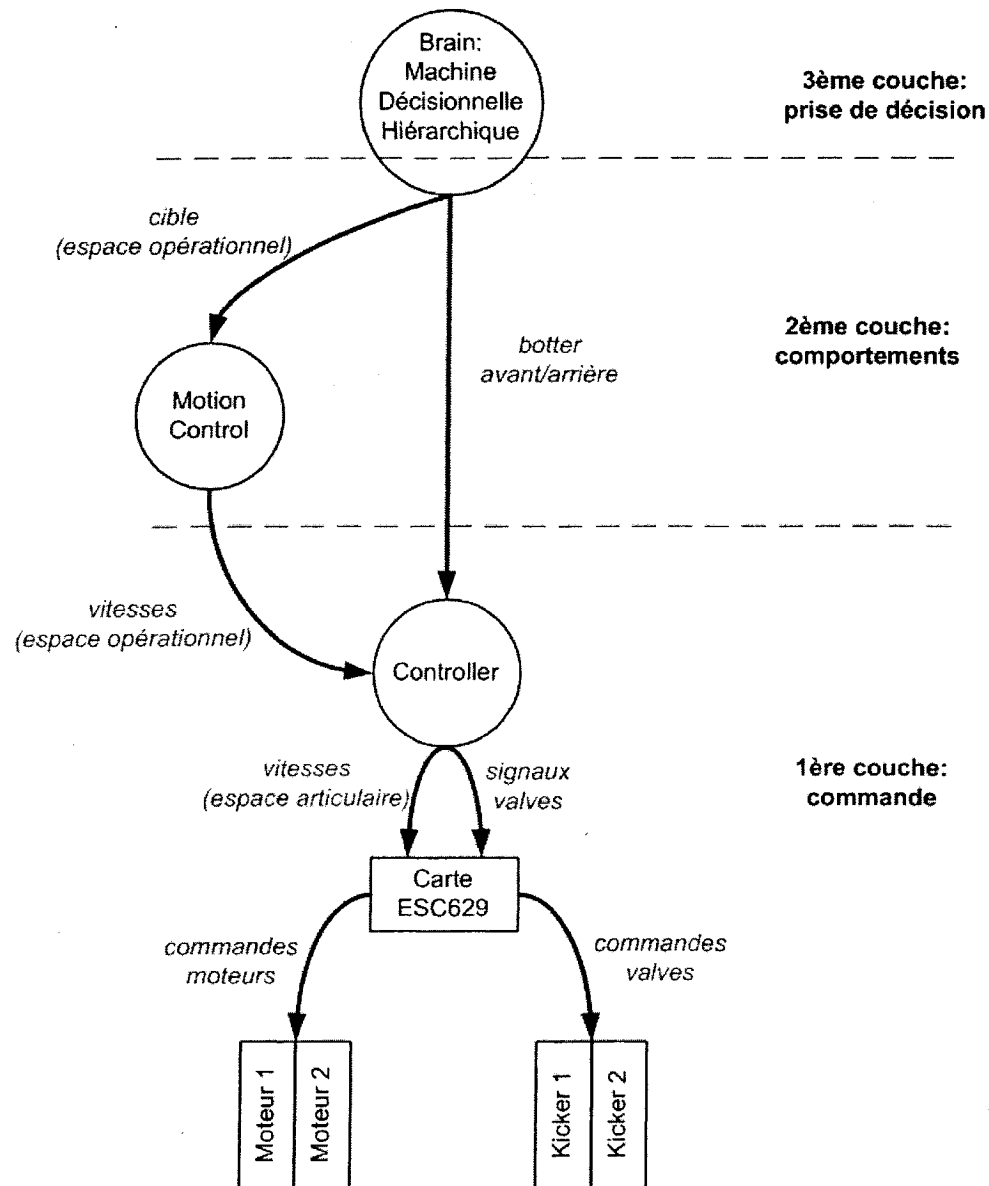 Brain:
Machine
Décisionnelle
Hiérarchique
3ème couche:
prise de décision
cible
(espace opérationnel)
botter
avant/arrière
2ème couche:
comportements
Motion
Control
vitesses
(espace opérationnel)
Controller
vitesses
(espace articulaire)
signaux
valves
1ère couche:
commande
Carte
ESC629
commandes
moteurs
commandes
valves
Moteur 1
Moteur 2
Kicker 1
Kicker 2